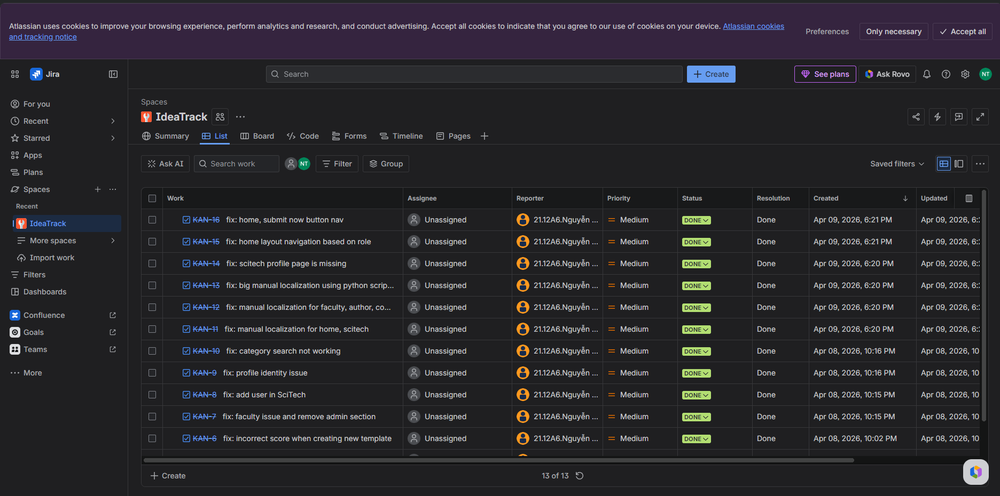 Atlassian uses cookies to improve your browsing experience, perform analytics and research, and conduct advertising. Accept all cookies to indicate that you agree to our use of cookies on your device. Atlassian cookies
and tracking notice
Preferences
Only necessary
Accept all
Jira
Search
Create
See plans
Ask Rovo
NT
For you
Recent
Starred
Apps
Plans
Spaces
Recent
IdeaTrack
More spaces
Import work
Filters
Dashboards
Confluence
Goals
Teams
More
Spaces
IdeaTrack
Summary
List
Board
Code
Forms
Timeline
Pages
Ask AI
Search work
NT
Filter
Group
Saved filters
Work Assignee Reporter Priority Status Resolution Created Updated
KAN-16 fix: home, submit now button nav Unassigned 21.12A6.Nguyễn ... Medium DONE Done Apr 09, 2026, 6:21 PM Apr 09, 2026, 6:
KAN-15 fix: home layout navigation based on role Unassigned 21.12A6.Nguyễn ... Medium DONE Done Apr 09, 2026, 6:21 PM Apr 09, 2026, 6:
KAN-14 fix: scitech profile page is missing Unassigned 21.12A6.Nguyễn ... Medium DONE Done Apr 09, 2026, 6:20 PM Apr 09, 2026, 6:
KAN-13 fix: big manual localization using python scrip... Unassigned 21.12A6.Nguyễn ... Medium DONE Done Apr 09, 2026, 6:20 PM Apr 09, 2026, 6:
KAN-12 fix: manual localization for faculty, author, co... Unassigned 21.12A6.Nguyễn ... Medium DONE Done Apr 09, 2026, 6:20 PM Apr 09, 2026, 6:
KAN-11 fix: manual localization for home, scitech Unassigned 21.12A6.Nguyễn ... Medium DONE Done Apr 09, 2026, 6:20 PM Apr 09, 2026, 6:
KAN-10 fix: category search not working Unassigned 21.12A6.Nguyễn ... Medium DONE Done Apr 08, 2026, 10:16 PM Apr 08, 2026, 10
KAN-9 fix: profile identity issue Unassigned 21.12A6.Nguyễn ... Medium DONE Done Apr 08, 2026, 10:16 PM Apr 08, 2026, 10
KAN-8 fix: add user in SciTech Unassigned 21.12A6.Nguyễn ... Medium DONE Done Apr 08, 2026, 10:15 PM Apr 08, 2026, 10
KAN-7 fix: faculty issue and remove admin section Unassigned 21.12A6.Nguyễn ... Medium DONE Done Apr 08, 2026, 10:15 PM Apr 08, 2026, 10
KAN-6 fix: incorrect score when creating new template Unassigned 21.12A6.Nguyễn ... Medium DONE Done Apr 08, 2026, 10:02 PM Apr 08, 2026, 10
Create
13 of 13